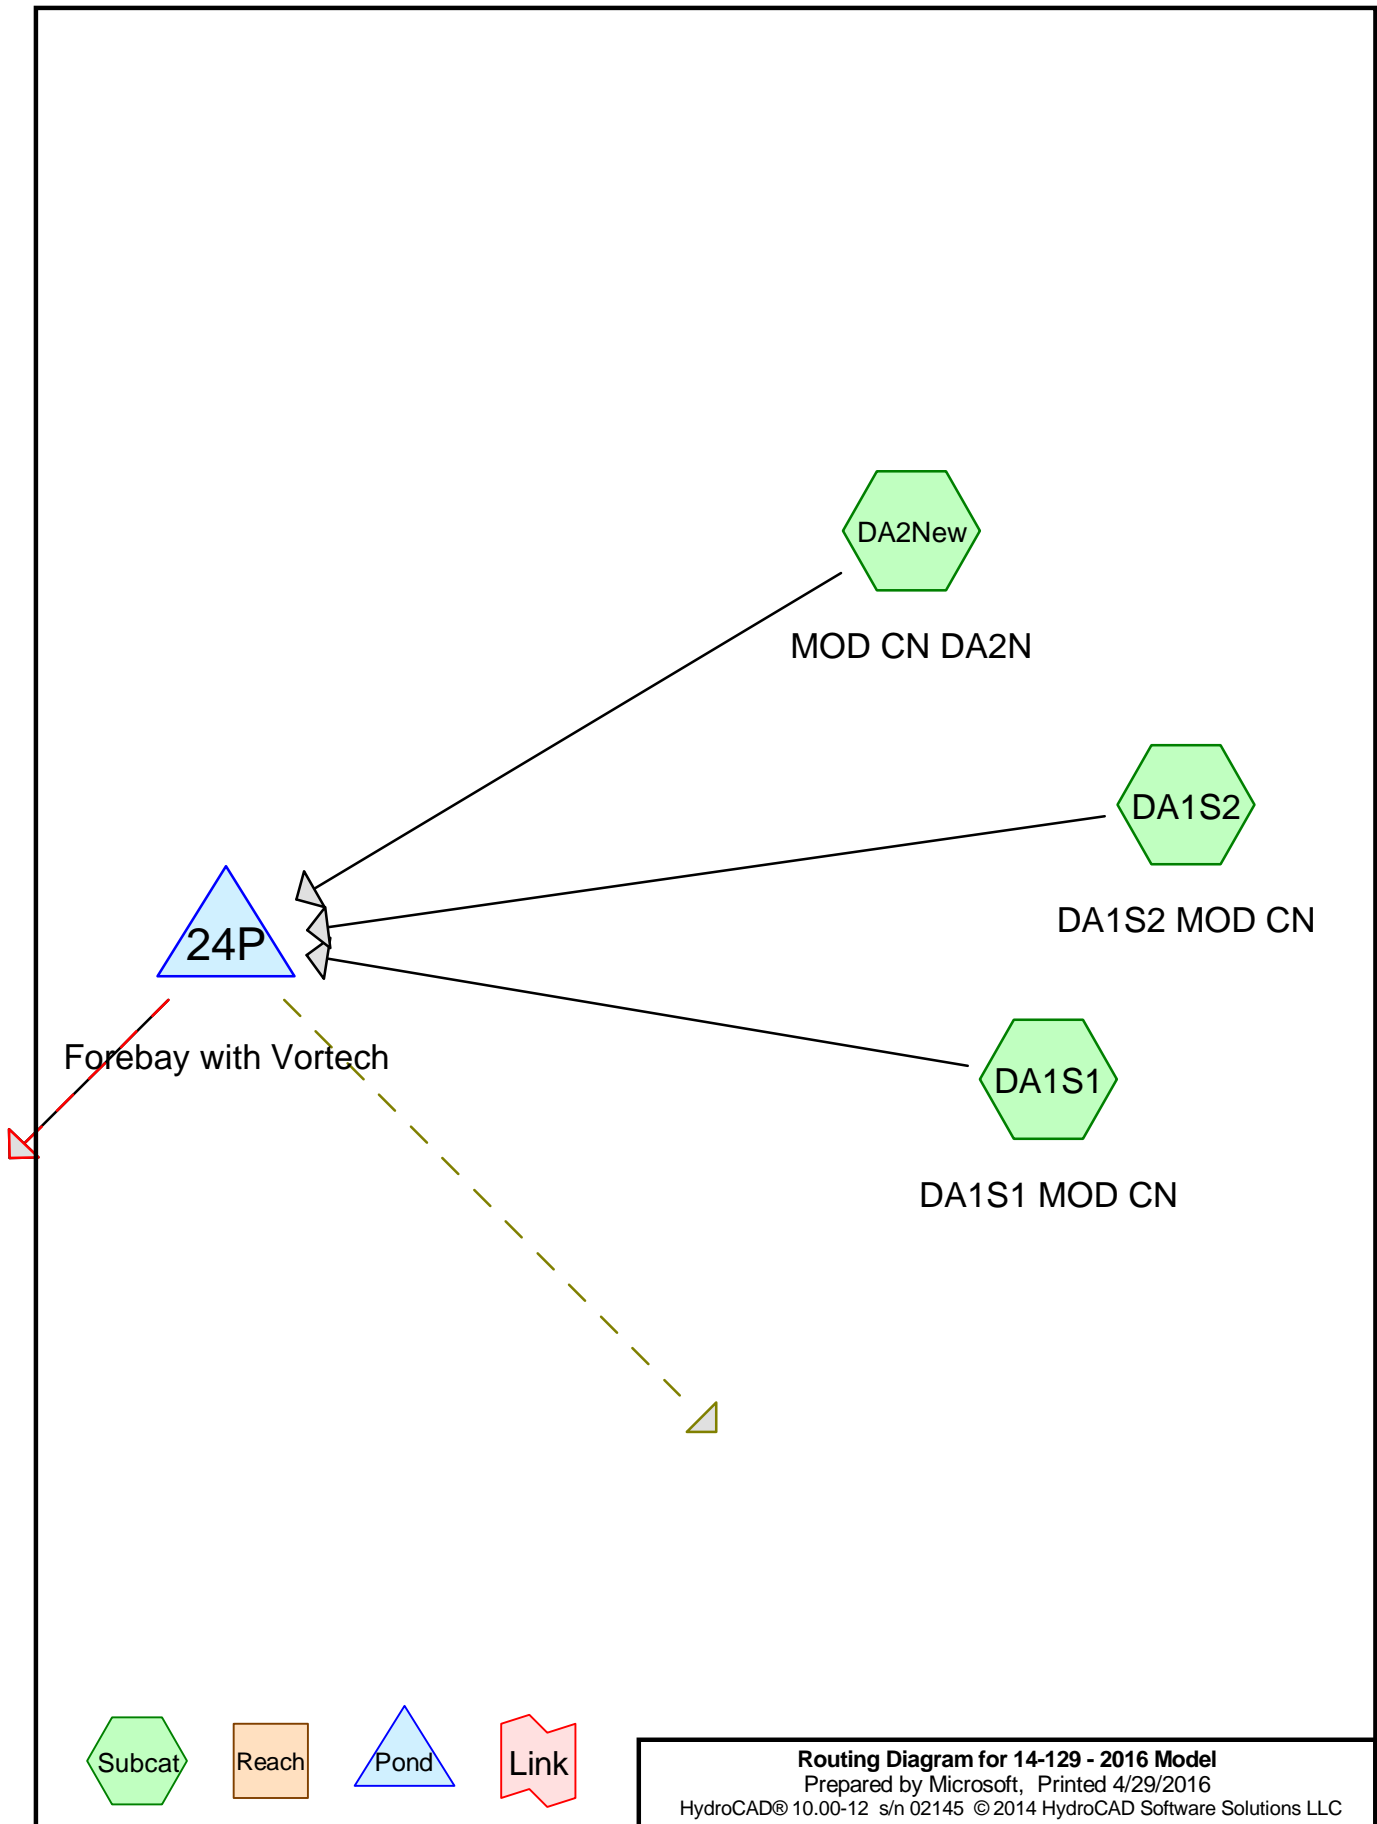 DA2New
MOD CN DA2N
DA1S2
DA1S2 MOD CN
24P
Forebay with Vortech
DA1S1
DA1S1 MOD CN
Subcat
Reach
Pond
Link
Routing Diagram for 14-129 - 2016 Model
Prepared by Microsoft, Printed 4/29/2016
HydroCAD® 10.00-12 s/n 02145 © 2014 HydroCAD Software Solutions LLC